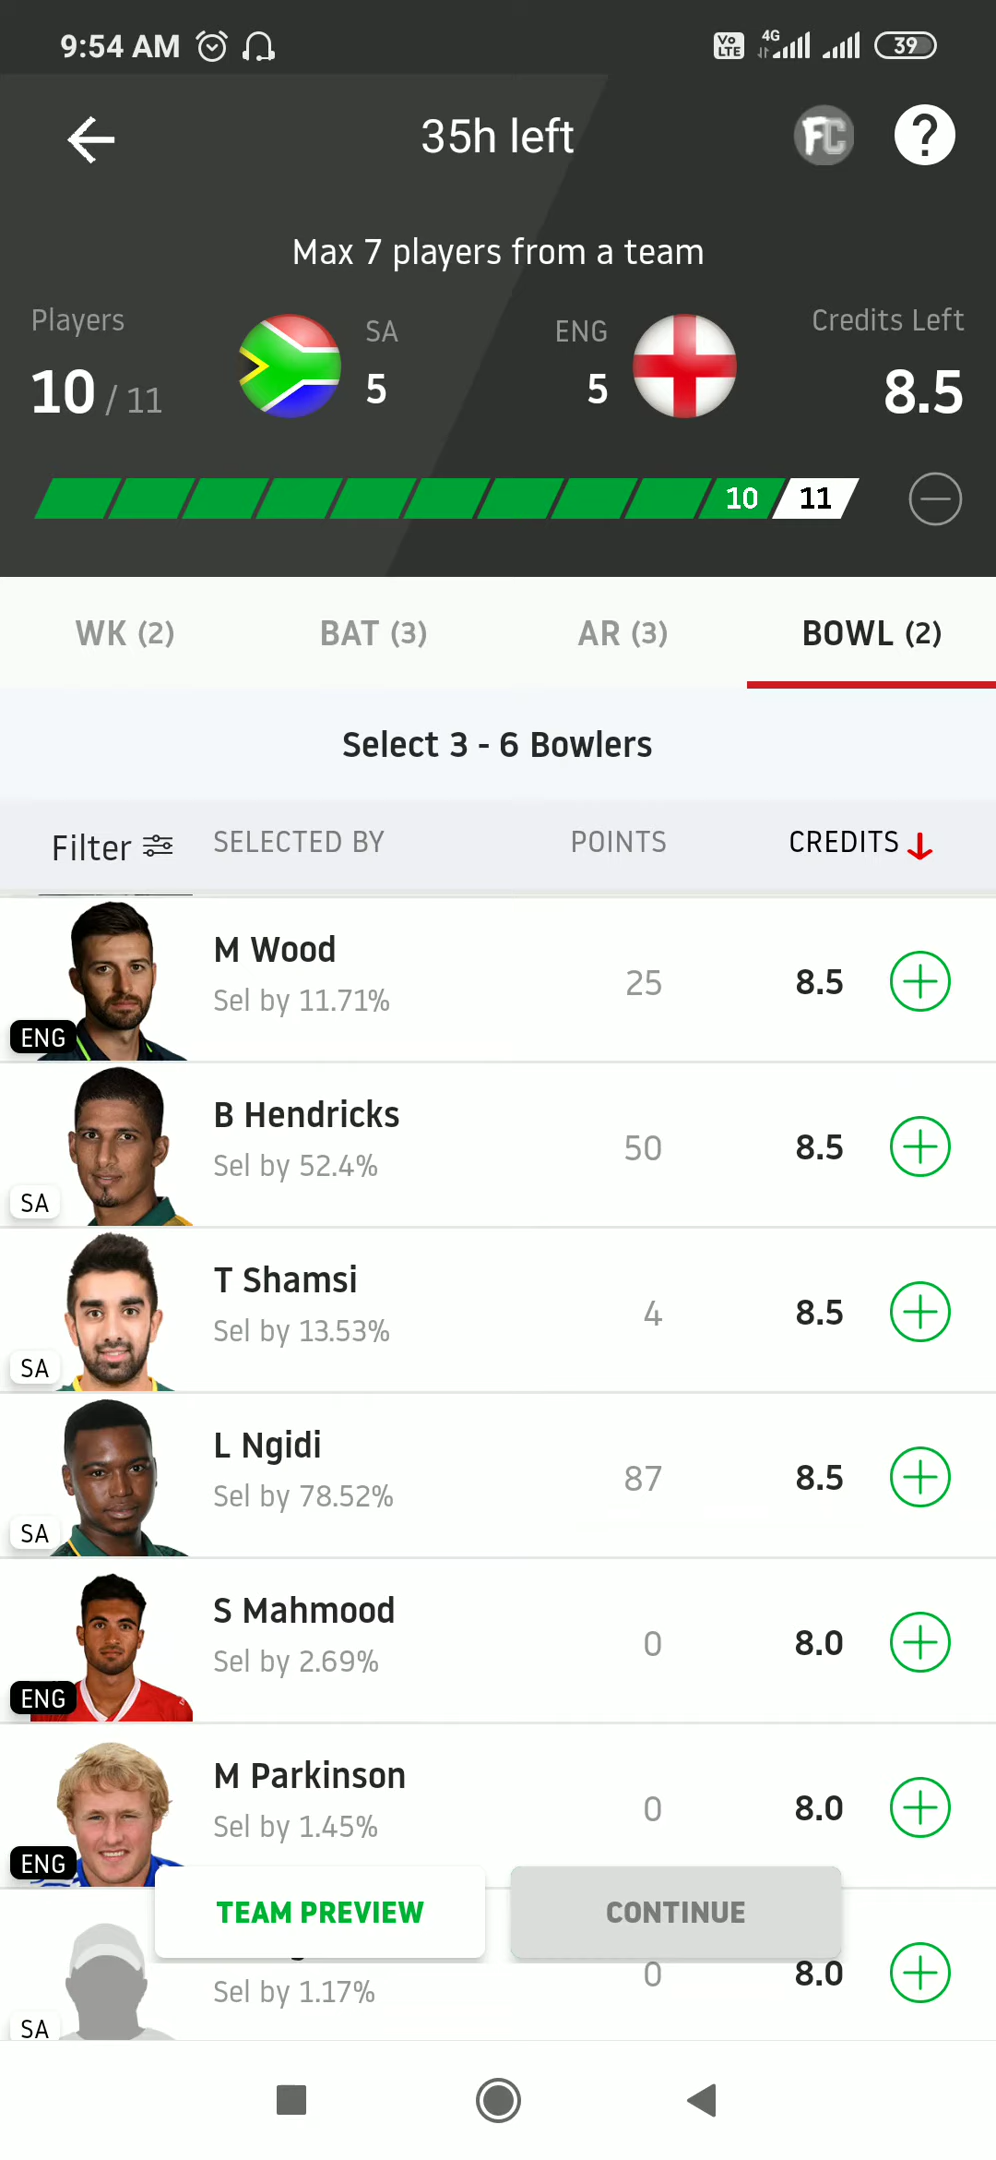 9:54 AM
Vo LTE 4G 39
35h left
FC ?
Max 7 players from a team
Players SA ENG Credits Left
10 / 11 5 5 8.5
10 11
WK (2) BAT (3) AR (3) BOWL (2)
Select 3 - 6 Bowlers
Filter SELECTED BY POINTS CREDITS
M Wood
Sel by 11.71% 25 8.5
ENG
B Hendricks
Sel by 52.4% 50 8.5
SA
T Shamsi
Sel by 13.53% 4 8.5
SA
L Ngidi
Sel by 78.52% 87 8.5
SA
S Mahmood
Sel by 2.69% 0 8.0
ENG
M Parkinson
Sel by 1.45% 0 8.0
ENG
TEAM PREVIEW CONTINUE
Sel by 1.17% 0 8.0
SA